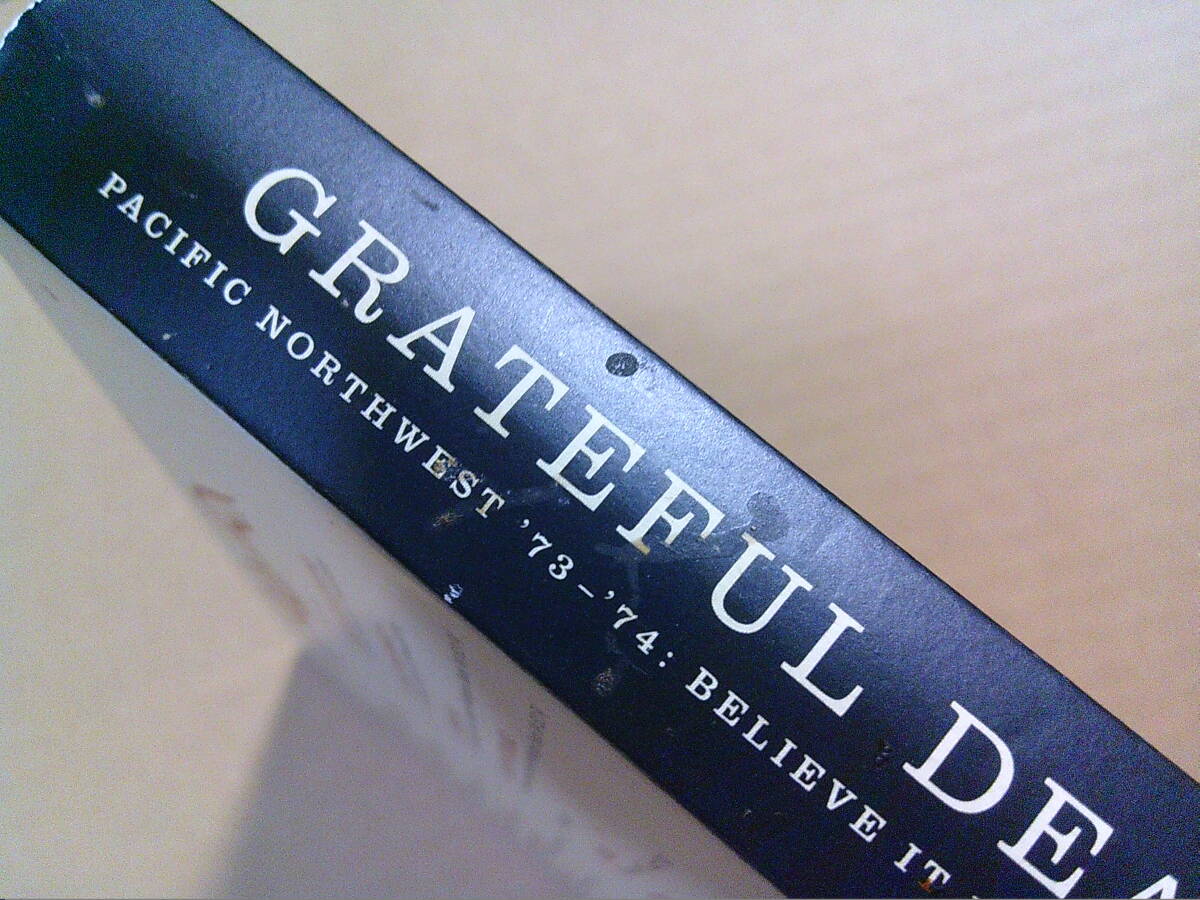 GRATEFUL DEA
PACIFIC NORTHWEST '73–'74: BELIEVE IT